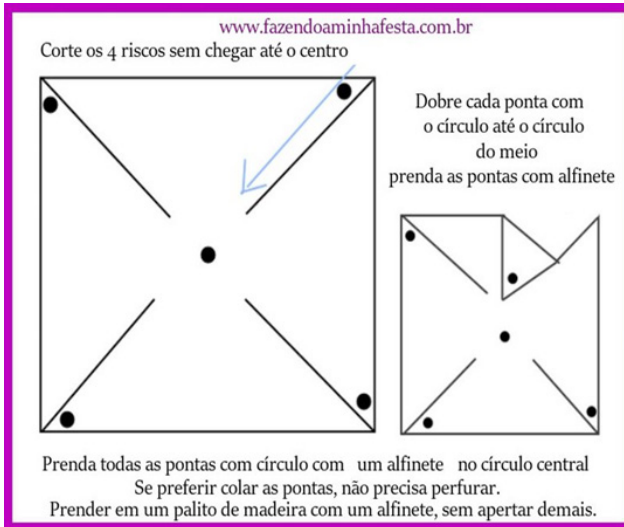 www.fazendoaminhafesta.com.br
Corte os 4 riscos sem chegar até o centro
Dobre cada ponta com
o círculo até o círculo
do meio
prenda as pontas com alfinete
Prenda todas as pontas com círculo com um alfinete no círculo central
Se preferir colar as pontas, não precisa perfurar.
Prender em um palito de madeira com um alfinete, sem apertar demais.